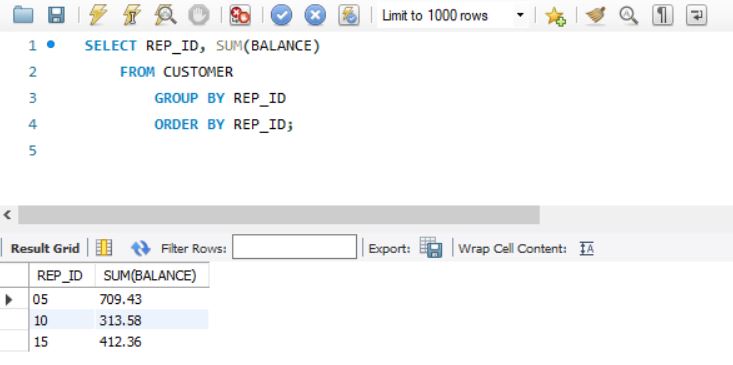 Limit to 1000 rows
1 SELECT REP_ID, SUM(BALANCE)
2 FROM CUSTOMER
3 GROUP BY REP_ID
4 ORDER BY REP_ID;
5
Result Grid Filter Rows: Export: Wrap Cell Content: IA
REP_ID SUM(BALANCE)
05 709.43
10 313.58
15 412.36